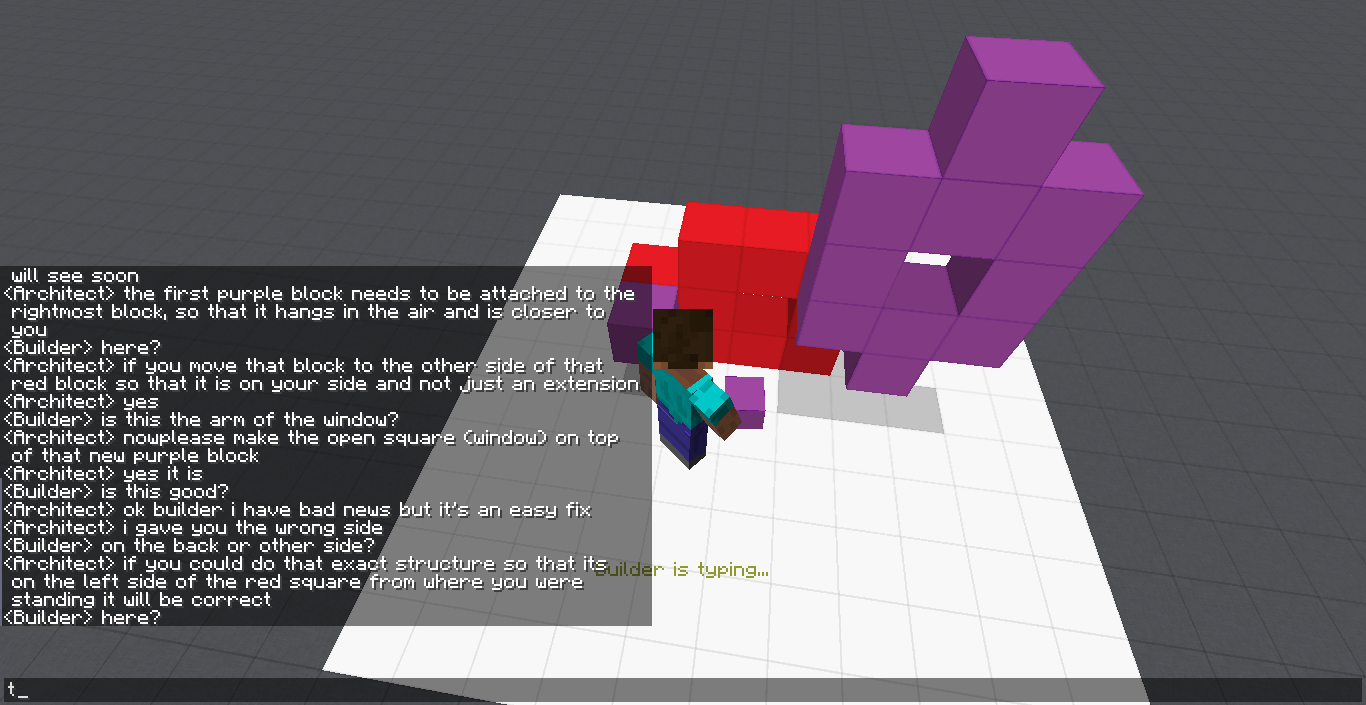 will see soon
<Architect> the first purple block needs to be attached to the
rightmost block, so that it hangs in the air and is closer to
you
<Builder> here?
<Architect> if you move that block to the other side of that
red block so that it is on your side and not just an extension
<Architect> yes
<Builder> is this the arm of the window?
<Architect> nowplease make the open square (window) on top
of that new purple block
<Architect> yes it is
<Builder> is this good?
<Architect> ok builder i have bad news but it's an easy fix
<Architect> i gave you the wrong side
<Builder> on the back or other side?
<Architect> if you could do that exact structure so that its
on the left side of the red square from where you were
standing it will be correct
<Builder> here?
Builder is typing...
t_